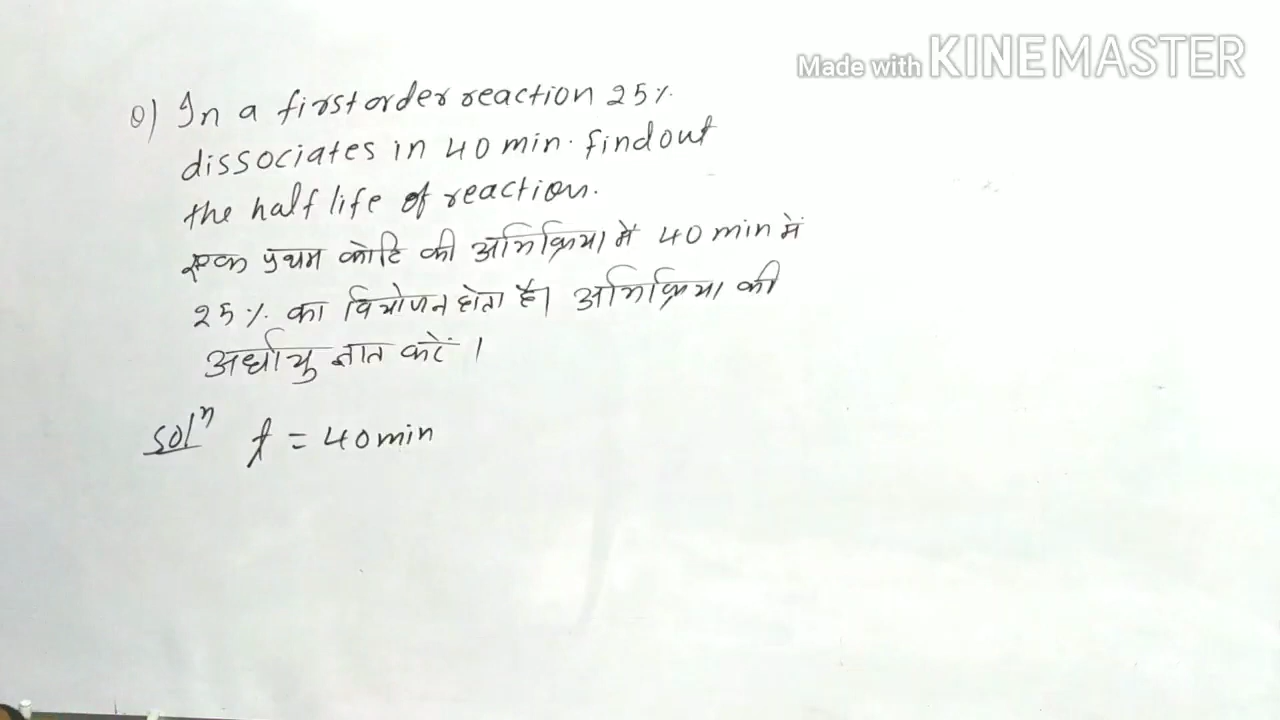 Made with KINEMASTER
Q) In a first order reaction 25%
dissociates in 40 min. find out
the half life of reaction.
एक प्रथम कोटि की अभिक्रिया में 40 min में
25% का वियोजन होता है। अभिक्रिया की
अर्धायु ज्ञात करें।
Solⁿ t = 40 min